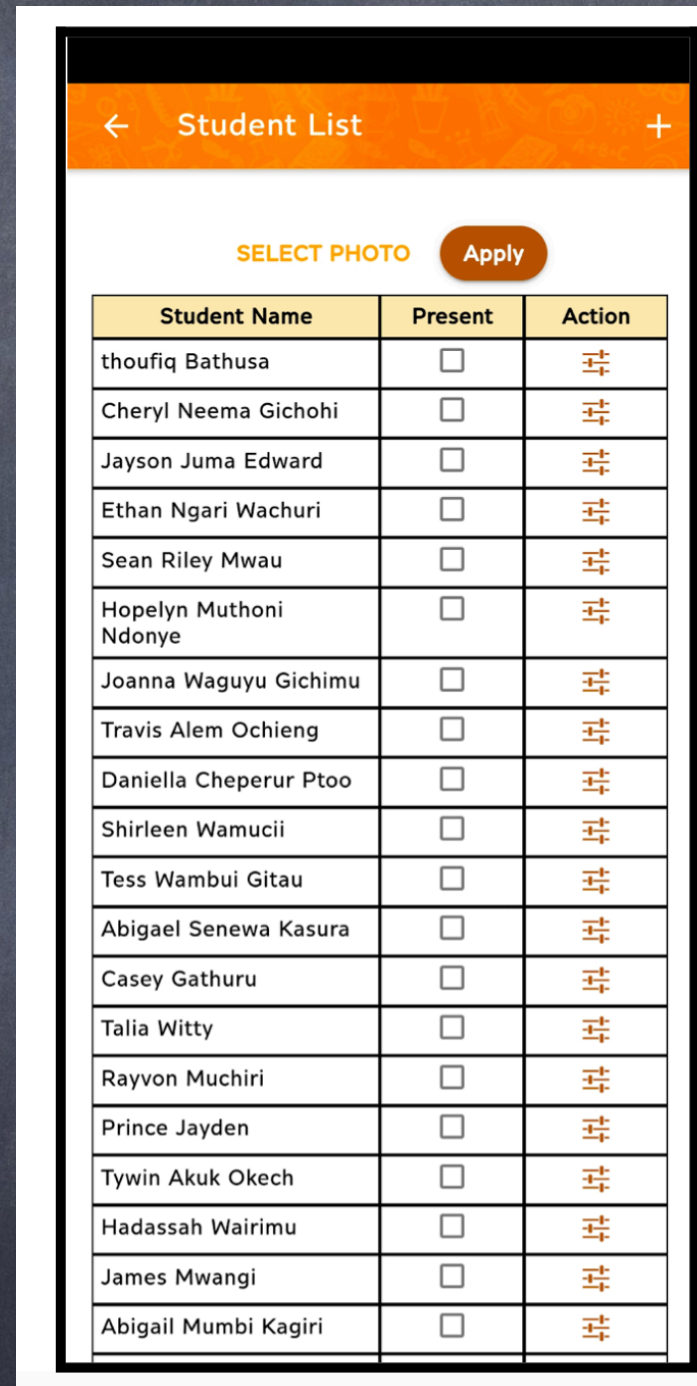 Student List
SELECT PHOTO Apply
Student Name Present Action
thoufiq Bathusa
Cheryl Neema Gichohi
Jayson Juma Edward
Ethan Ngari Wachuri
Sean Riley Mwau
Hopelyn Muthoni
Ndonye
Joanna Waguyu Gichimu
Travis Alem Ochieng
Daniella Cheperur Ptoo
Shirleen Wamucii
Tess Wambui Gitau
Abigael Senewa Kasura
Casey Gathuru
Talia Witty
Rayvon Muchiri
Prince Jayden
Tywin Akuk Okech
Hadassah Wairimu
James Mwangi
Abigail Mumbi Kagiri